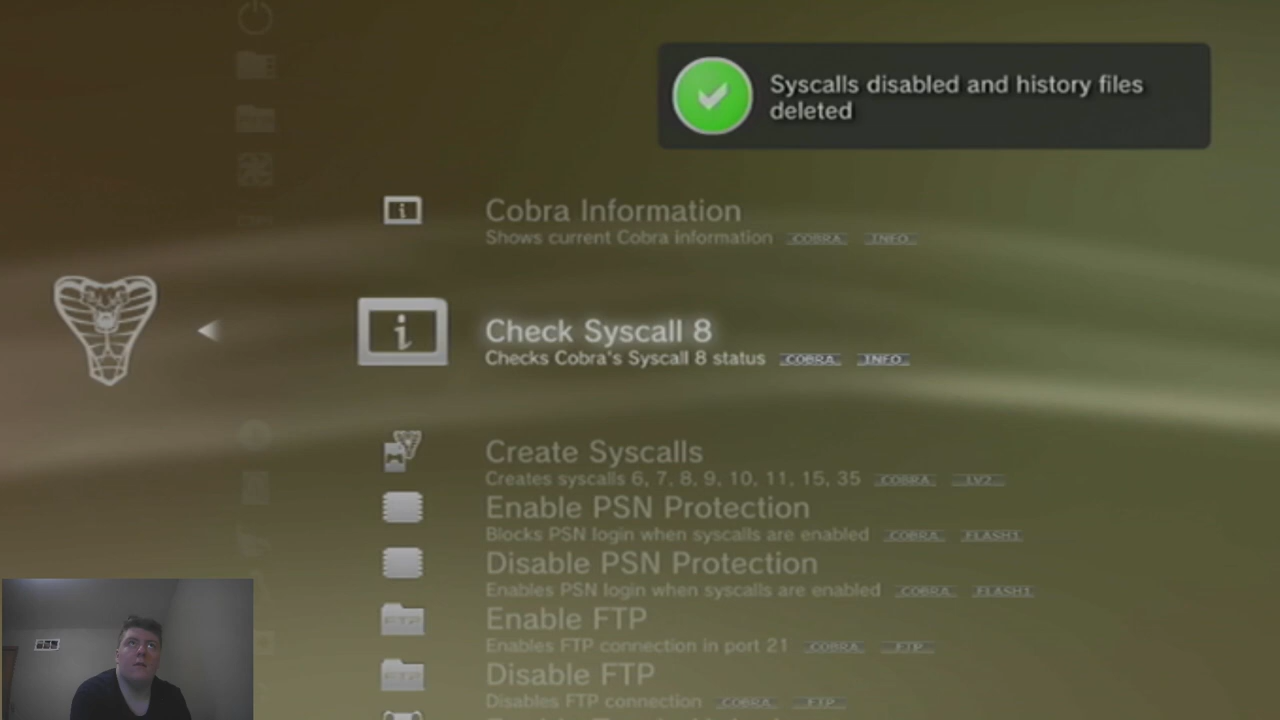 Syscalls disabled and history files
deleted
Cobra Information
Shows current Cobra information COBRA INFO
Check Syscall 8
Checks Cobra's Syscall 8 status COBRA INFO
Create Syscalls
Creates syscalls 6, 7, 8, 9, 10, 11, 15, 35 COBRA LV2
Enable PSN Protection
Blocks PSN login when syscalls are enabled COBRA FLASH1
Disable PSN Protection
Enables PSN login when syscalls are enabled COBRA FLASH1
FTP Enable FTP
Enables FTP connection in port 21 COBRA FTP
FTP Disable FTP
Disables FTP connection COBRA FTP